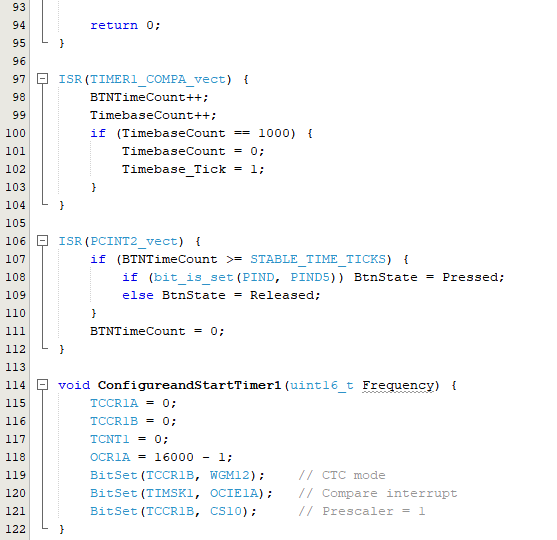 93
94 return 0;
95 }
96
97 ISR(TIMER1_COMPA_vect) {
98 BTNTimeCount++;
99 TimebaseCount++;
100 if (TimebaseCount == 1000) {
101 TimebaseCount = 0;
102 Timebase_Tick = 1;
103 }
104 }
105
106 ISR(PCINT2_vect) {
107 if (BTNTimeCount >= STABLE_TIME_TICKS) {
108 if (bit_is_set(PIND, PIND5)) BtnState = Pressed;
109 else BtnState = Released;
110 }
111 BTNTimeCount = 0;
112 }
113
114 void ConfigureandStartTimer1(uint16_t Frequency) {
115 TCCR1A = 0;
116 TCCR1B = 0;
117 TCNT1 = 0;
118 OCR1A = 16000 - 1;
119 BitSet(TCCR1B, WGM12); // CTC mode
120 BitSet(TIMSK1, OCIE1A); // Compare interrupt
121 BitSet(TCCR1B, CS10); // Prescaler = 1
122 }